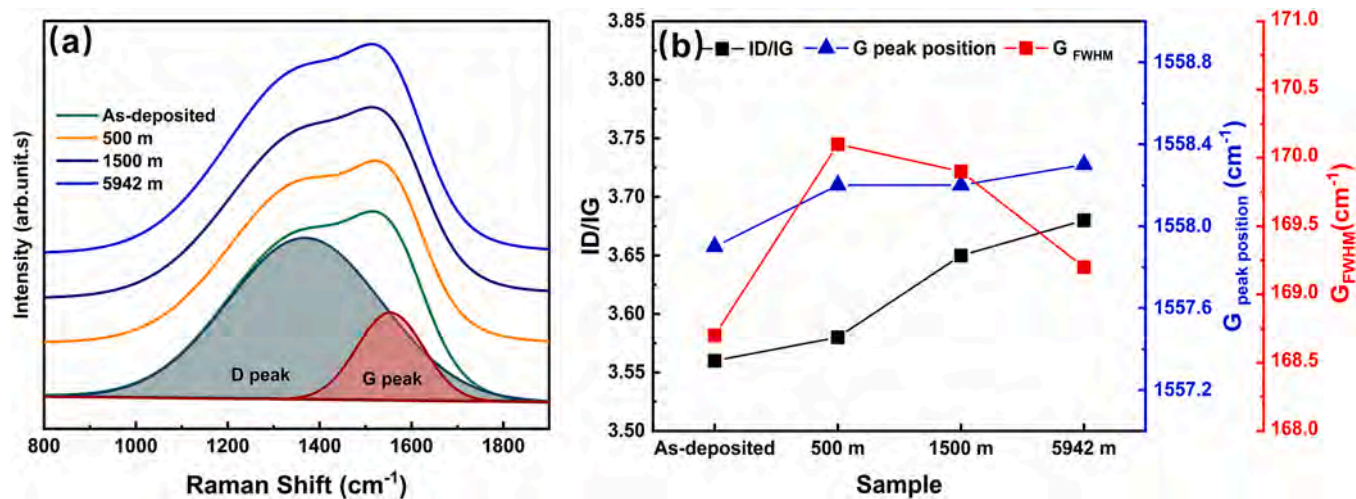 (a)
As-deposited
500 m
1500 m
5942 m
D peak
G peak
Intensity (arb.unit.s)
800 1000 1200 1400 1600 1800
Raman Shift (cm-1)
(b)
ID/IG G peak position G FWHM
3.85
3.80
3.75
3.70
3.65
3.60
3.55
3.50
ID/IG
As-deposited 500 m 1500 m 5942 m
Sample
1558.8
1558.4
1558.0
1557.6
1557.2
G peak position (cm-1)
171.0
170.5
170.0
169.5
169.0
168.5
168.0
GFWHM(cm-1)